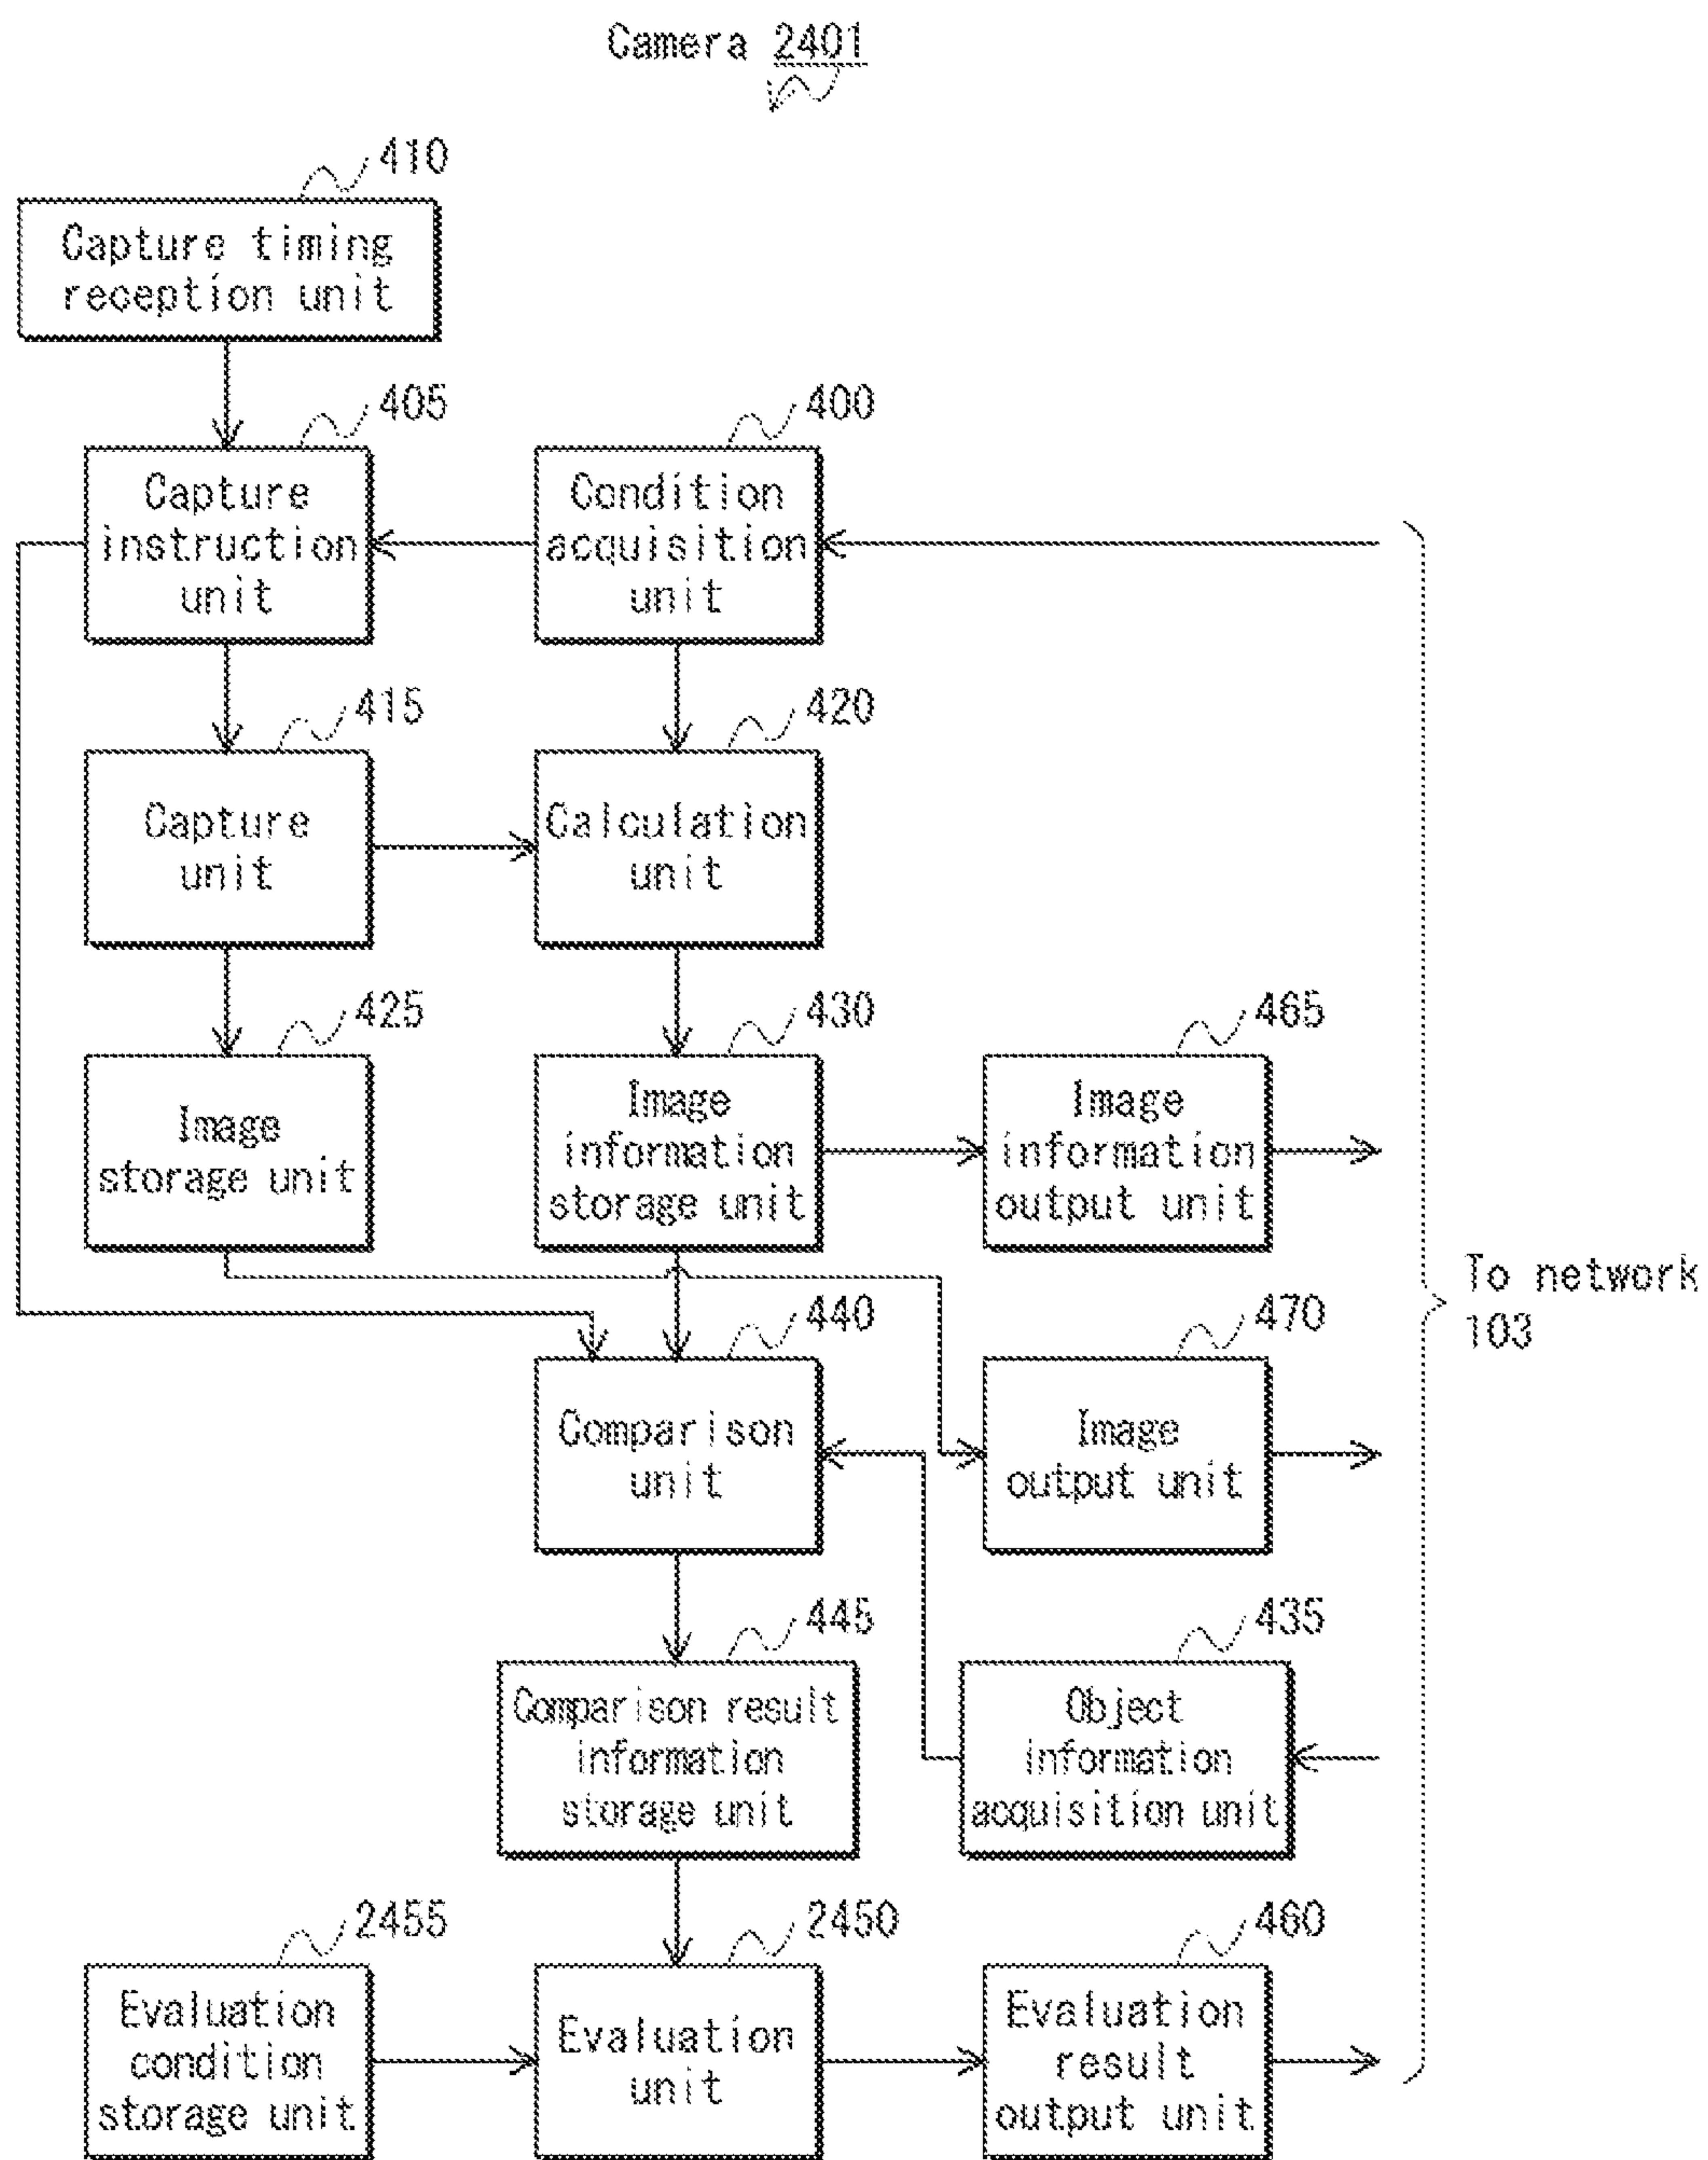 Camera 2401
410
Capture timing
reception unit
405
Capture
instruction
unit
400
Condition
acquisition
unit
415
Capture
unit
420
Calculation
unit
425
Image
storage unit
430
Image
information
storage unit
465
Image
information
output unit
To network
103
440
Comparison
unit
470
Image
output unit
445
Comparison result
information
storage unit
435
Object
information
acquisition unit
2455
Evaluation
condition
storage unit
2450
Evaluation
unit
460
Evaluation
result
output unit